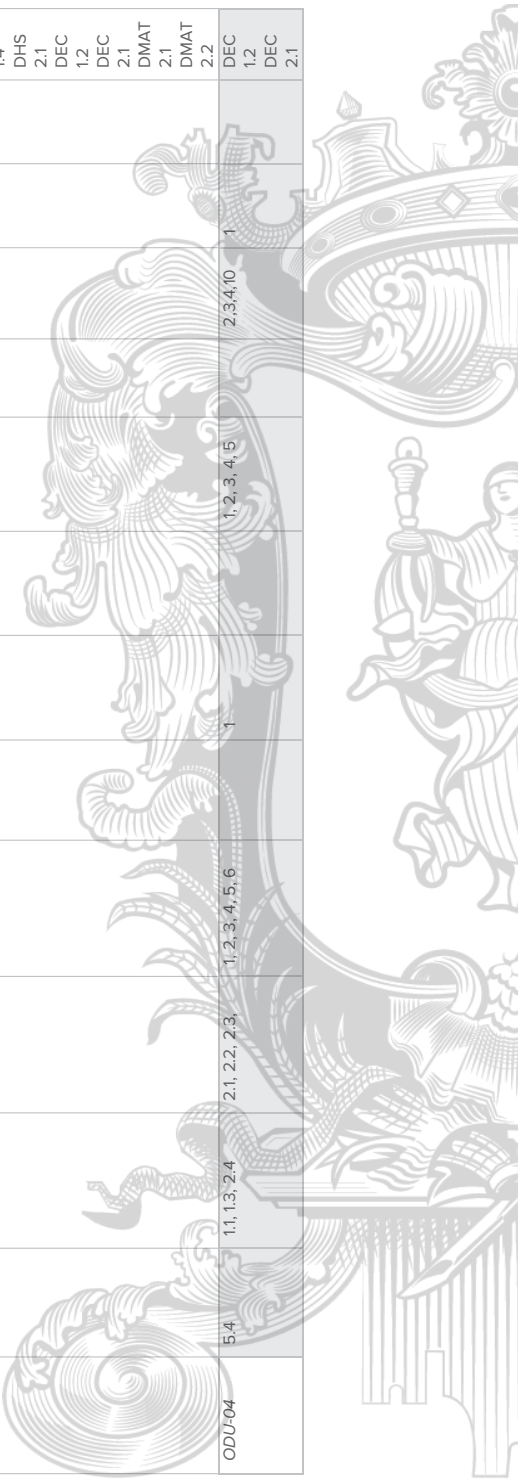 1.4
DHS
2.1
DEC
1.2
DEC
2.1
DMAT
2.1
DMAT
2.2
ODU-04
5.4
1.1, 1.3, 2.4
2.1, 2.2, 2.3,
1, 2, 3, 4, 5, 6
1
1, 2, 3, 4, 5
2,3,4,10
1
DEC
1.2
DEC
2.1